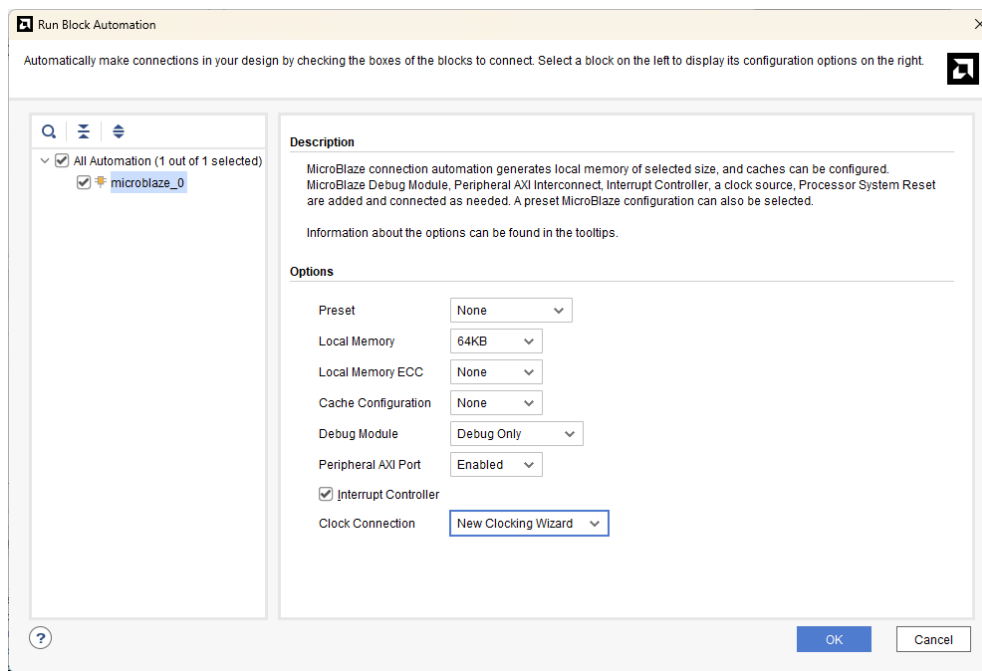 Run Block Automation
Automatically make connections in your design by checking the boxes of the blocks to connect. Select a block on the left to display its configuration options on the right.
All Automation (1 out of 1 selected)
microblaze_0
Description
MicroBlaze connection automation generates local memory of selected size, and caches can be configured.
MicroBlaze Debug Module, Peripheral AXI Interconnect, Interrupt Controller, a clock source, Processor System Reset
are added and connected as needed. A preset MicroBlaze configuration can also be selected.
Information about the options can be found in the tooltips.
Options
Preset None
Local Memory 64KB
Local Memory ECC None
Cache Configuration None
Debug Module Debug Only
Peripheral AXI Port Enabled
Interrupt Controller
Clock Connection New Clocking Wizard
?
OK Cancel